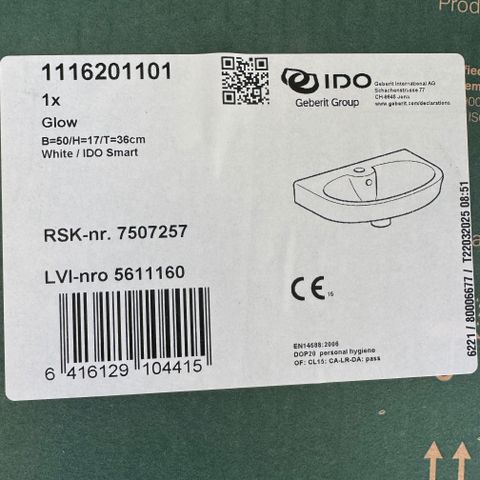 1116201101
1x
Glow
B=50/H=17/T=36cm
White / IDO Smart
IDO
Geberit Group
Geberit International AG
Schachenstrasse 77
CH-8645 Jona
www.geberit.com/declarations
RSK-nr. 7507257
LVI-nro 5611160
CE
EN14688:2006
DOP20 personal hygiene
OF: CL15: CA-LR-DA: pass
6 416129 104415
6221 / 80006677 / T22032025 08:51
Prod